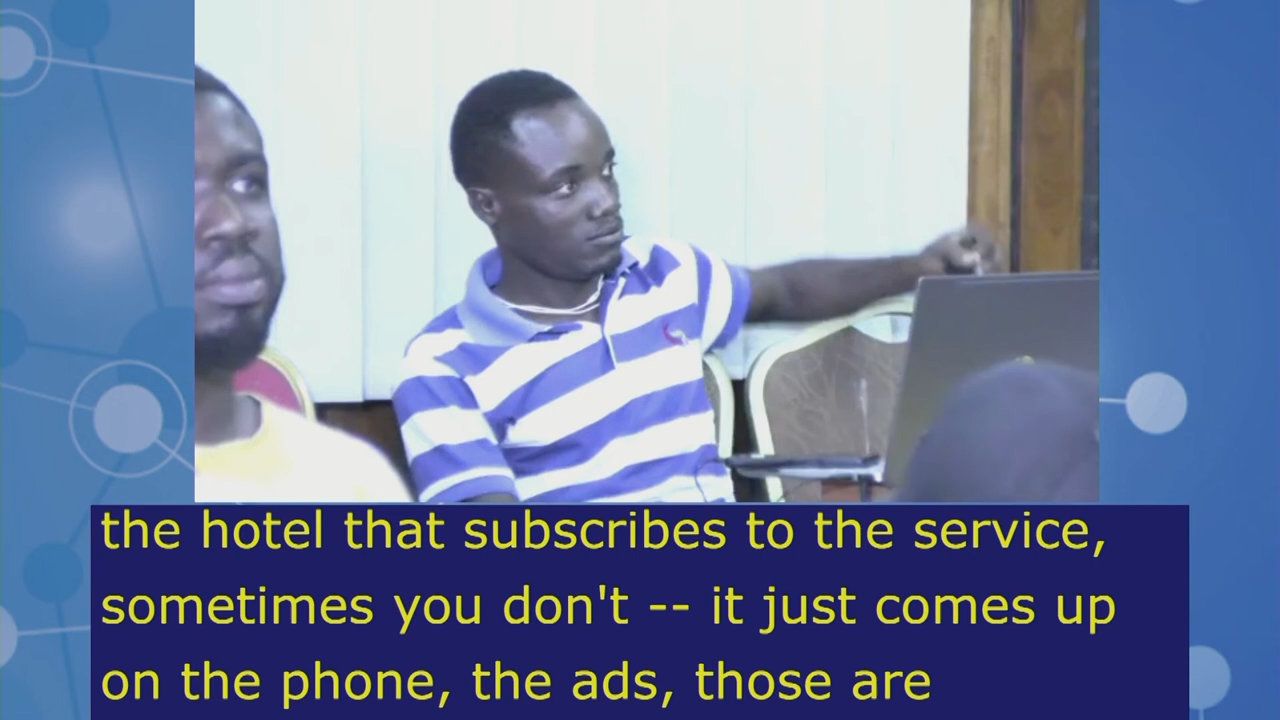 the hotel that subscribes to the service,
sometimes you don't -- it just comes up
on the phone, the ads, those are